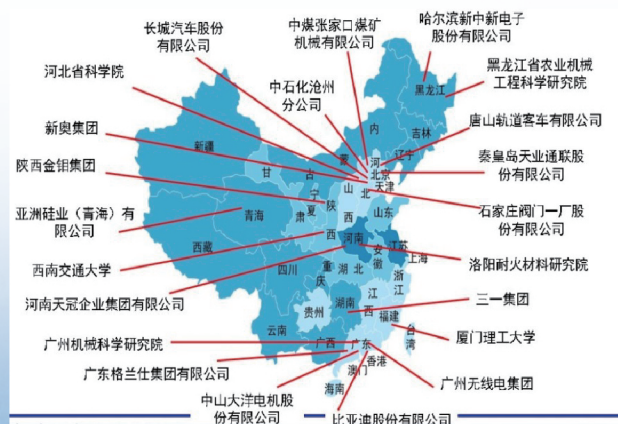 长城汽车股份
有限公司
中煤张家口煤矿
机械有限公司
哈尔滨新中新电子
股份有限公司
河北省科学院
中石化沧州
分公司
黑龙江省农业机械
工程科学研究院
新奥集团
唐山轨道客车有限公司
陕西金钼集团
秦皇岛天业通联股
份有限公司
亚洲硅业（青海）有
限公司
石家庄阀门一厂股
份有限公司
西南交通大学
洛阳耐火材料研究院
河南天冠企业集团有限公司
三一集团
广州机械科学研究院
厦门理工大学
广东格兰仕集团有限公司
广州无线电集团
中山大洋电机股
份有限公司
比亚迪股份有限公司
黑龙江
吉林
辽宁
内
蒙
古
新疆
甘
肃
宁
夏
青海
西藏
陕
西
山
西
河
北
北京
天津
山东
河南
江苏
安
徽
上海
四川
重
庆
湖北
浙
江
湖南
江
西
贵州
福建
云南
广西
广东
台
湾
香港
澳门
海南